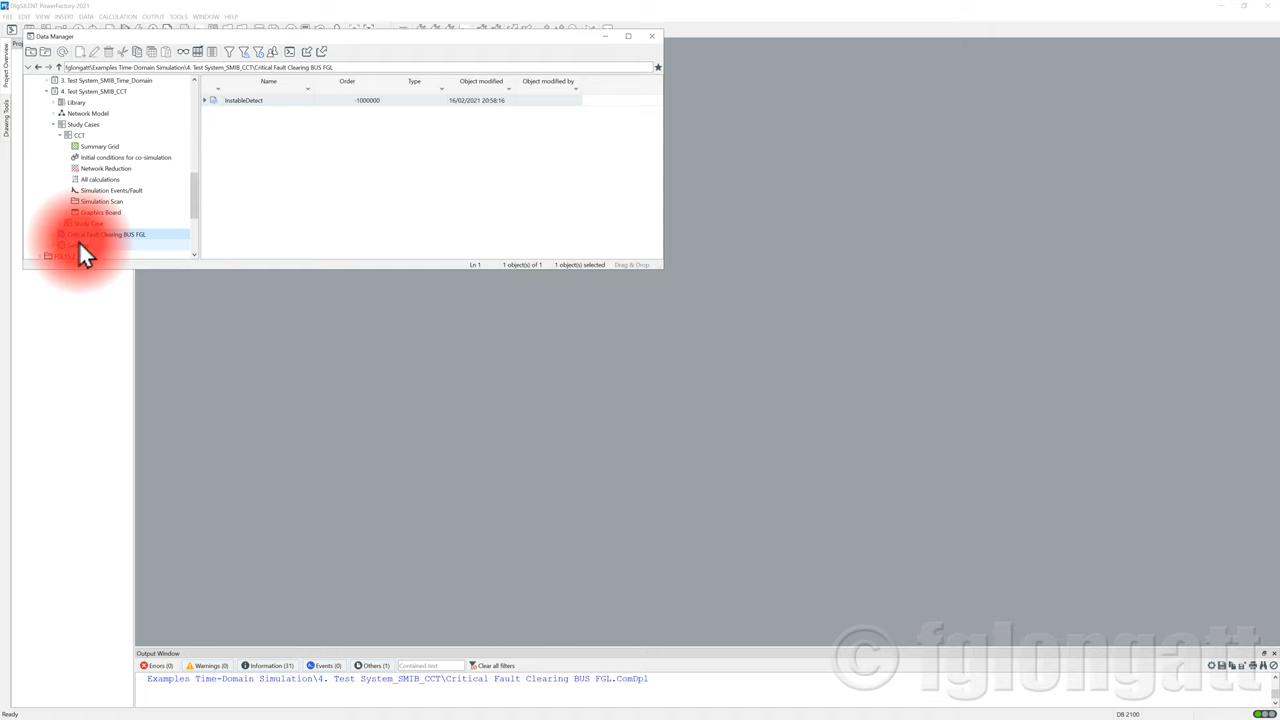 DIgSILENT PowerFactory 2021
FILE EDIT VIEW INSERT DATA CALCULATION OUTPUT TOOLS WINDOW HELP
Data Manager
Project Overview
Drawing Tools
fglongatt\Examples Time-Domain Simulation\4. Test System_SMIB_CCT\Critical Fault Clearing BUS FGL
3. Test System_SMIB_Time_Domain
4. Test System_SMIB_CCT
Library
Network Model
Study Cases
CCT
Summary Grid
Initial conditions for co-simulation
Network Reduction
All calculations
Simulation Events/Fault
Simulation Scan
Graphics Board
Study Case
Critical Fault Clearing BUS FGL
Name Order Type Object modified Object modified by
InstableDetect -1000000 16/02/2021 20:58:16
Ln 1 1 object(s) of 1 1 object(s) selected Drag & Drop
Output Window
Errors (0) Warnings (0) Information (31) Events (0) Others (1) Contained text Clear all filters
Examples Time-Domain Simulation\4. Test System_SMIB_CCT\Critical Fault Clearing BUS FGL.ComDpl
© fglongatt
Ready DB 2100